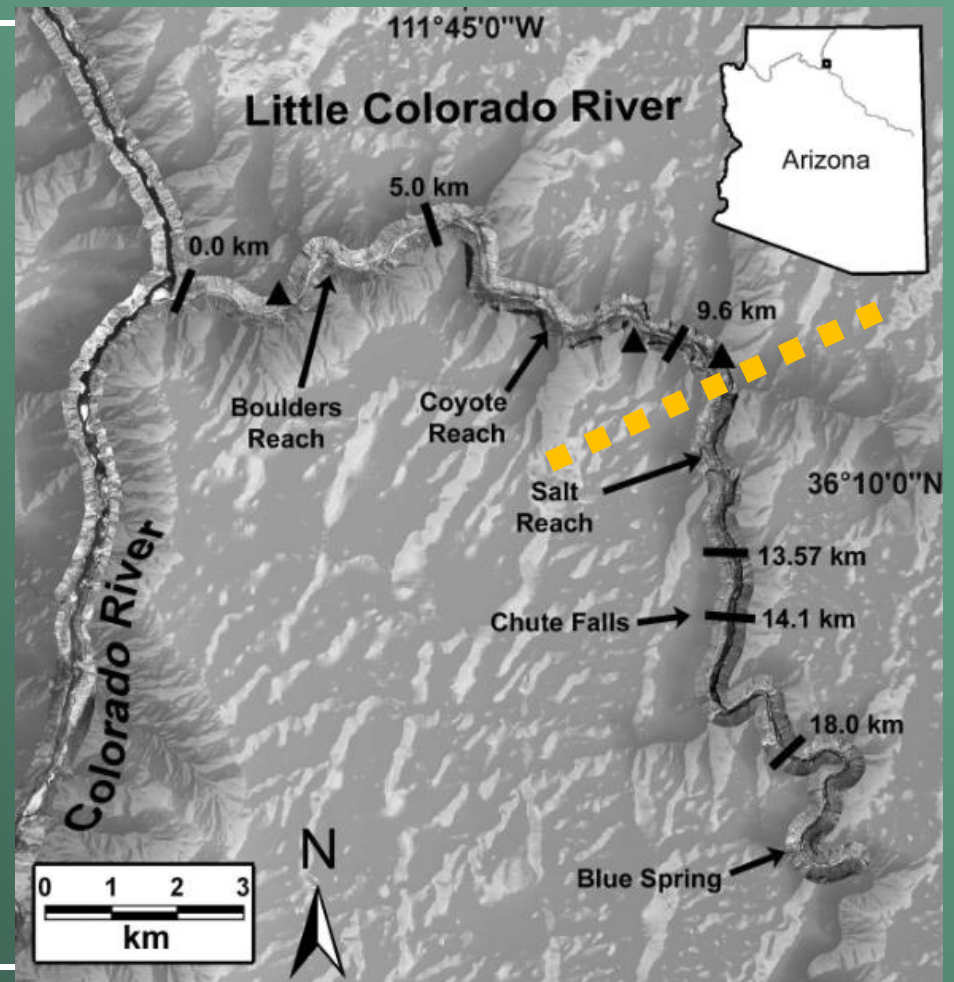 111°45'0"W
Little Colorado River
Arizona
5.0 km
0.0 km
9.6 km
Boulders
Reach
Coyote
Reach
Salt
Reach
36°10'0"N
13.57 km
Chute Falls
14.1 km
Colorado River
18.0 km
Blue Spring
N
0 1 2 3
km